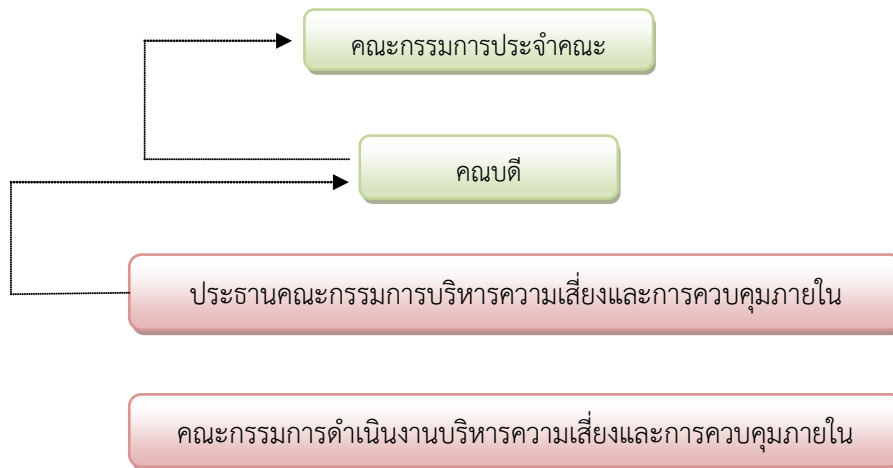 คณะกรรมการประจำคณะ
คณบดี
ประธานคณะกรรมการบริหารความเสี่ยงและการควบคุมภายใน
คณะกรรมการดำเนินงานบริหารความเสี่ยงและการควบคุมภายใน